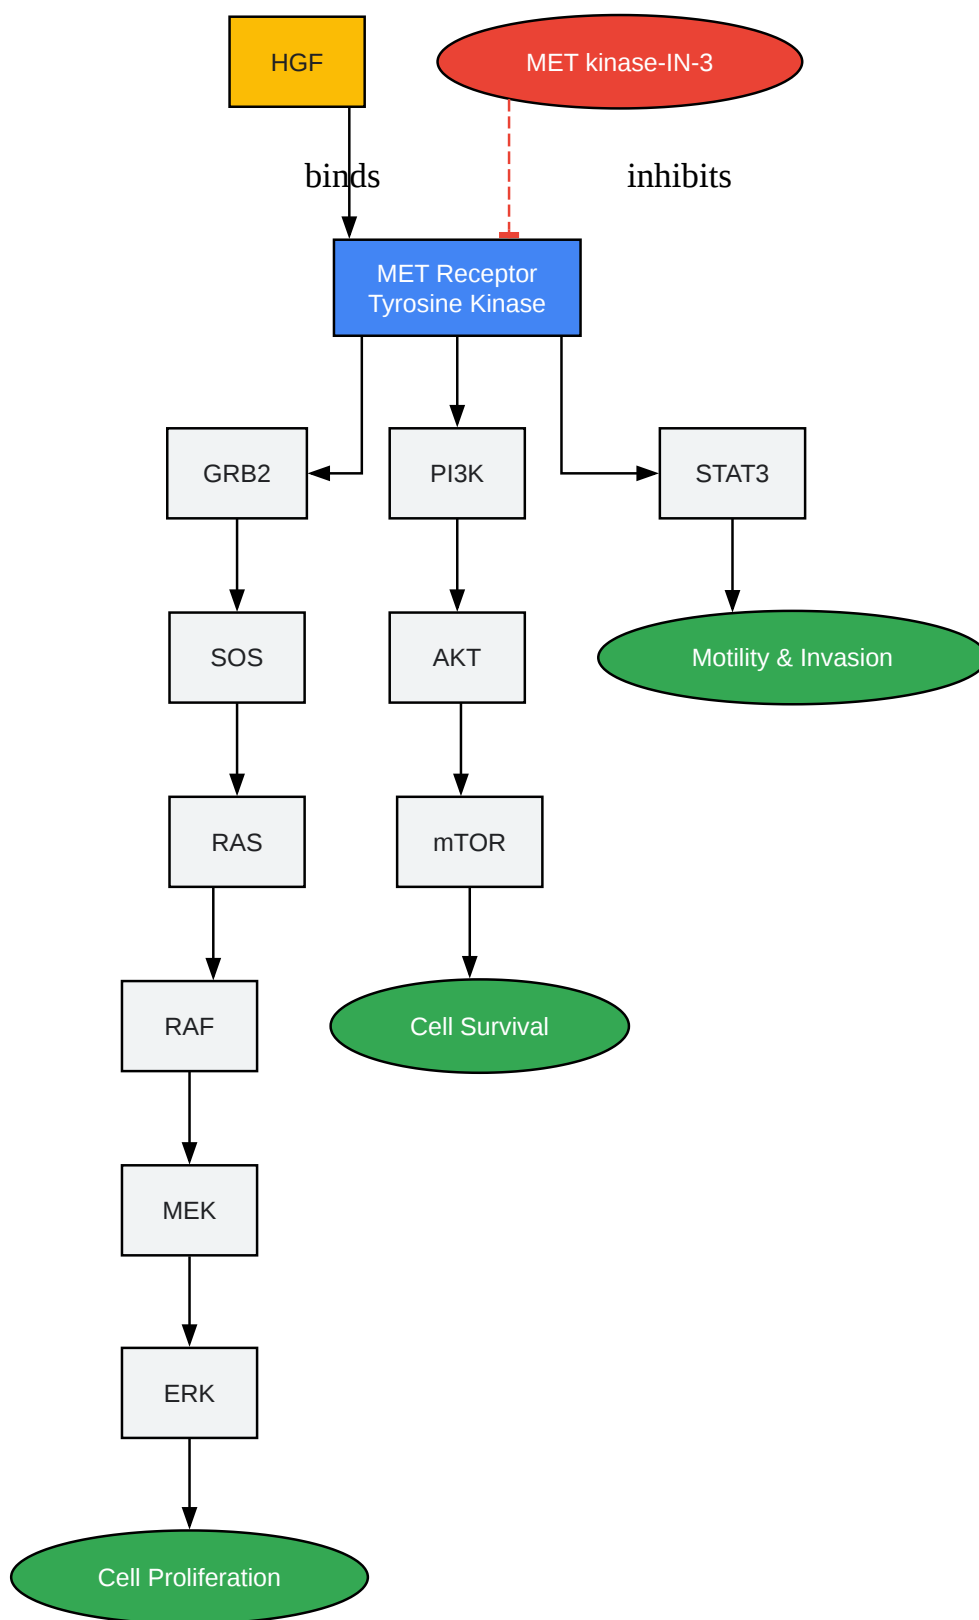 HGF
MET kinase-IN-3
binds
inhibits
MET Receptor
Tyrosine Kinase
GRB2
PI3K
STAT3
SOS
AKT
Motility & Invasion
RAS
mTOR
RAF
Cell Survival
MEK
ERK
Cell Proliferation